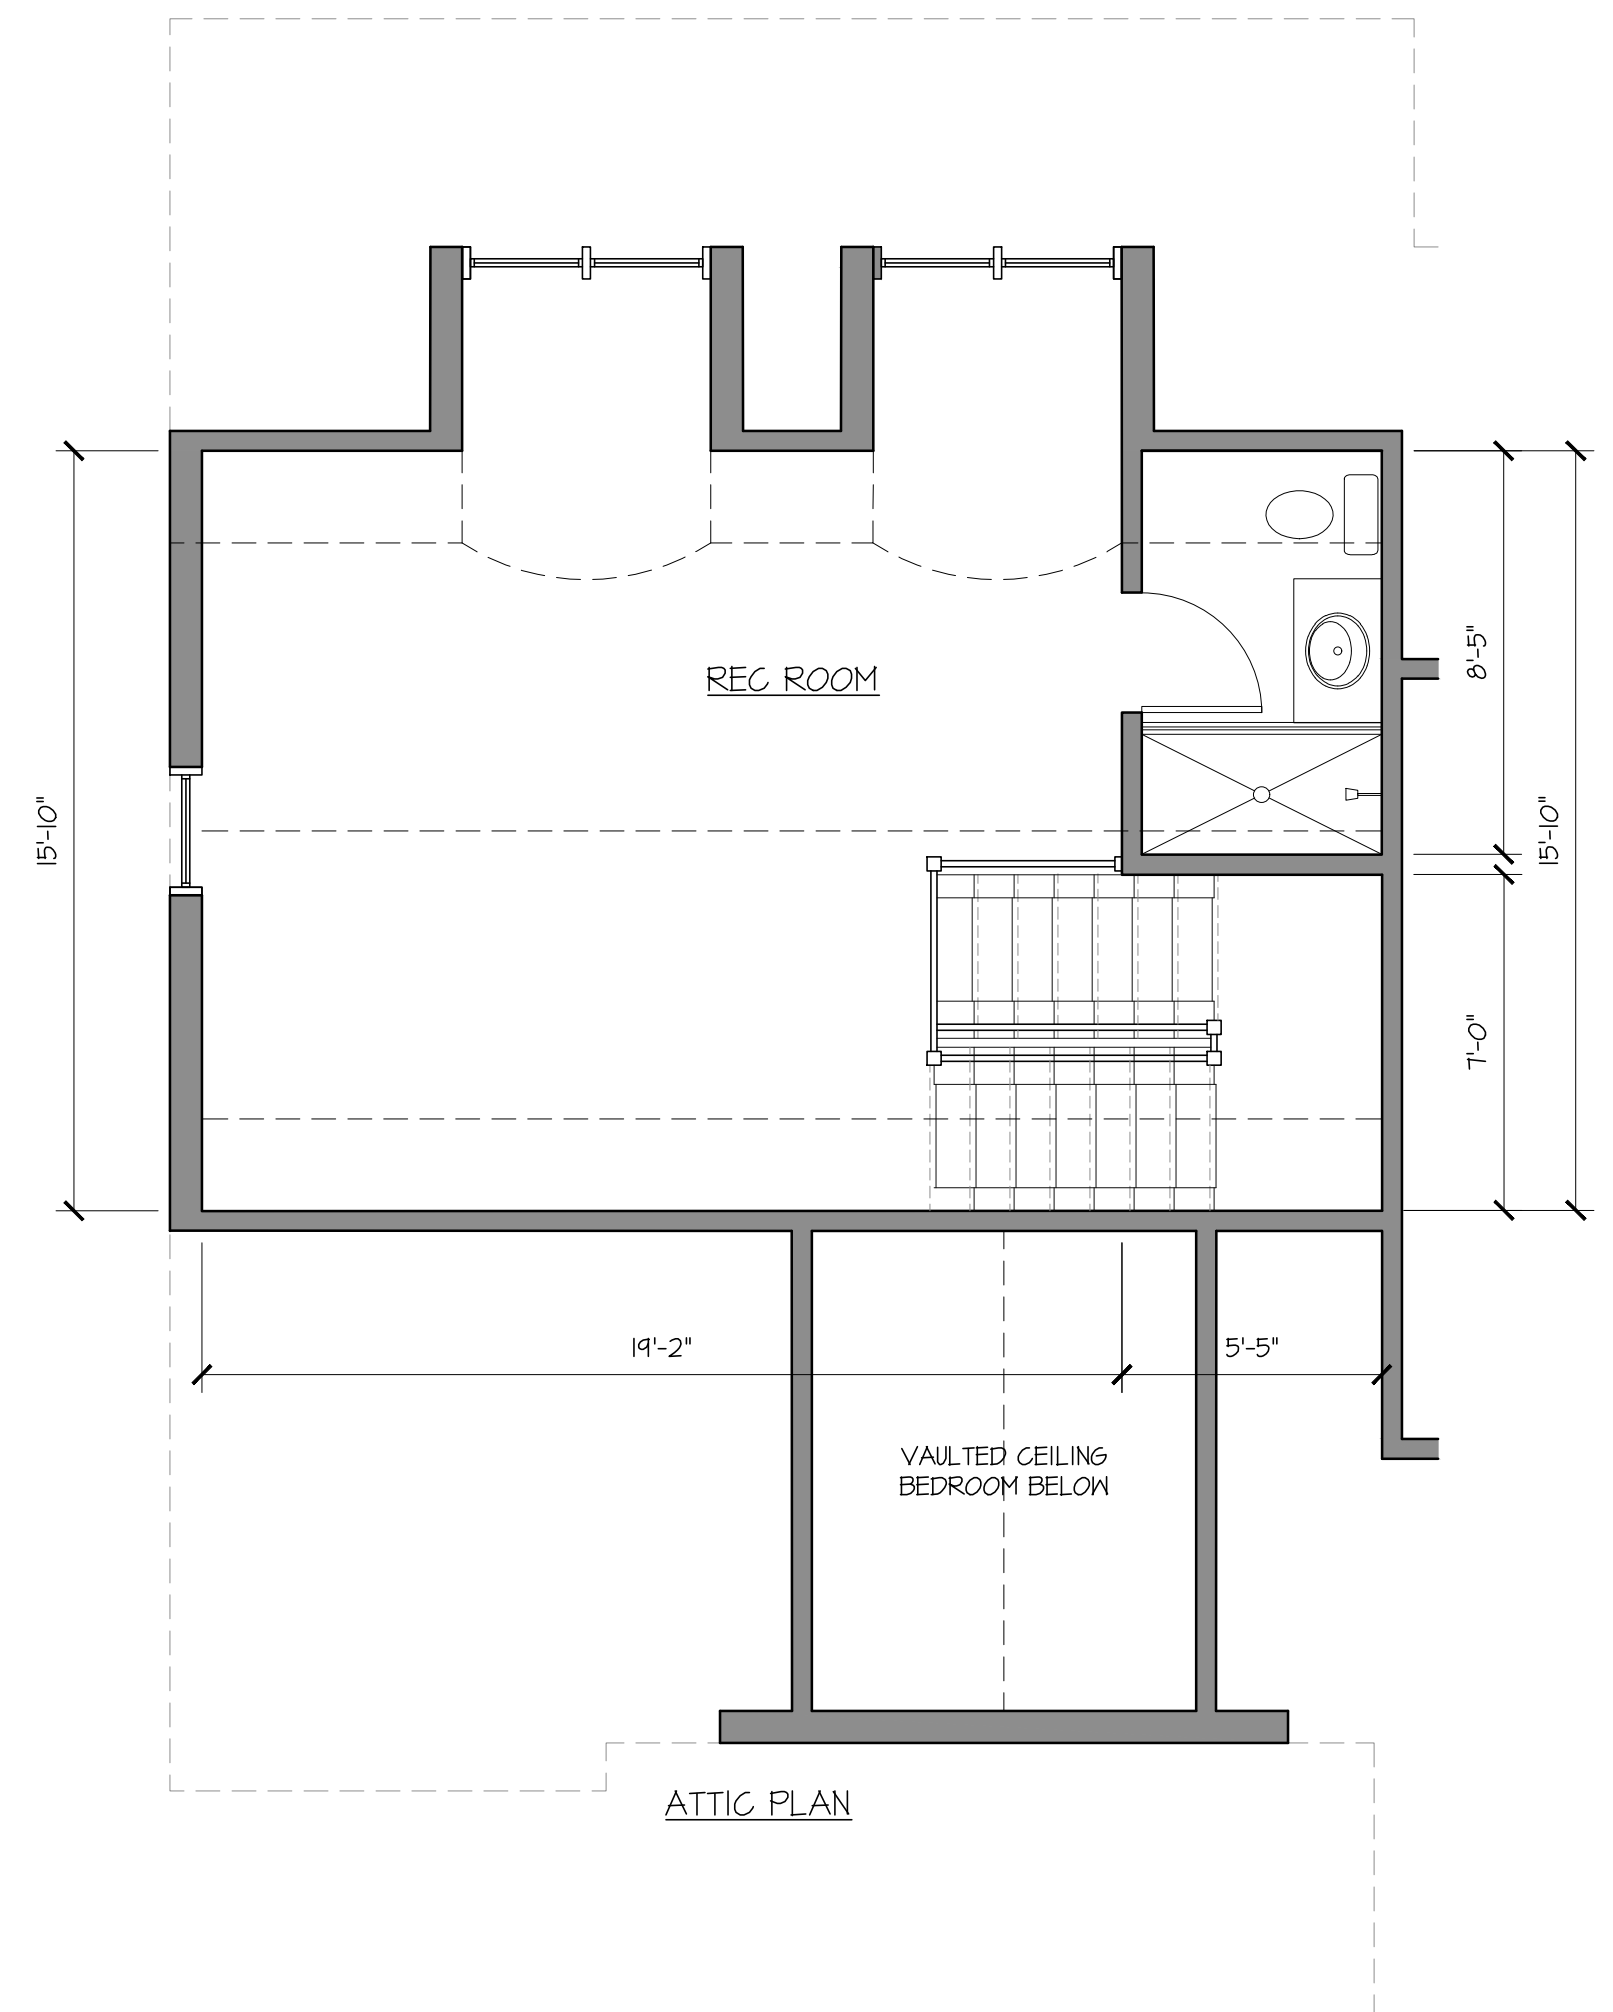 REC ROOM
8'-5"
15'-10"
15'-10"
7'-0"
19'-2"
5'-5"
VAULTED CEILING
BEDROOM BELOW
ATTIC PLAN